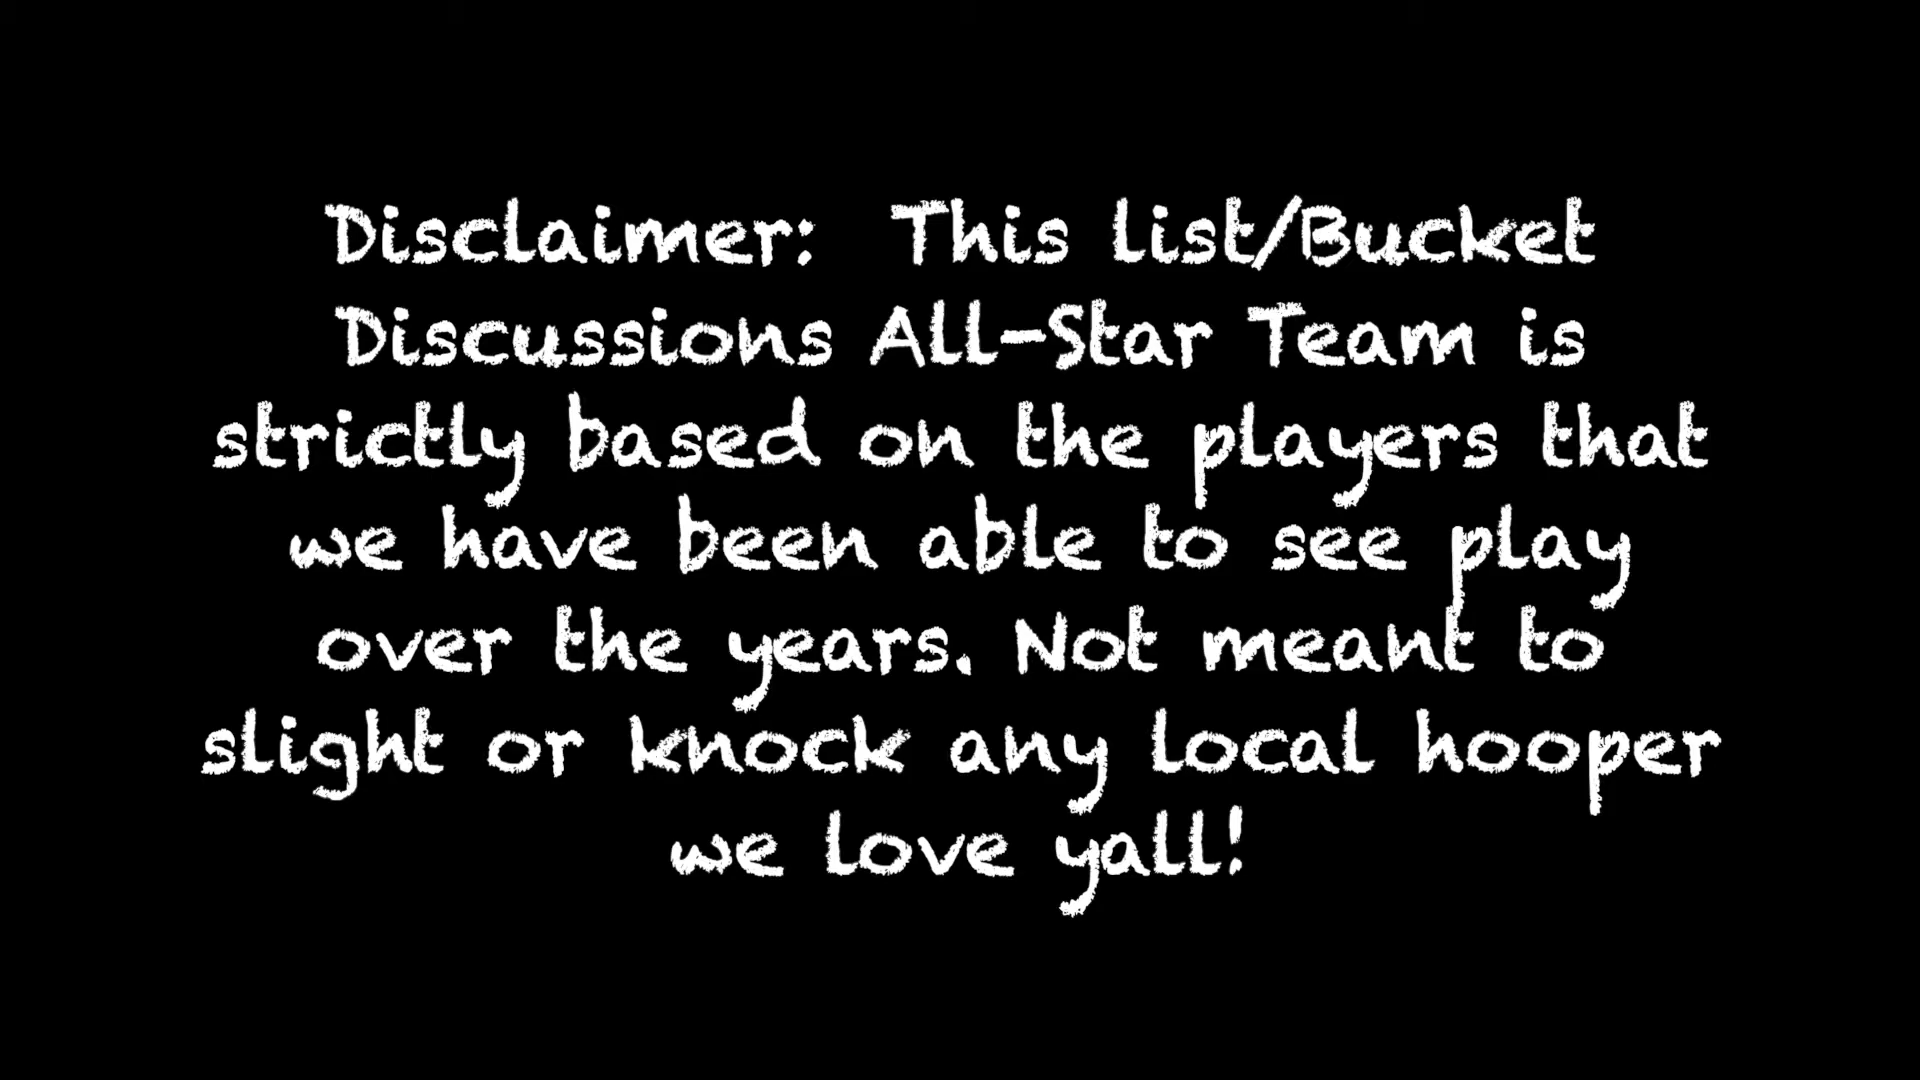 Disclaimer:  This list/Bucket
Discussions All-Star Team is
strictly based on the players that
we have been able to see play
over the years. Not meant to
slight or knock any local hooper
we love yall!